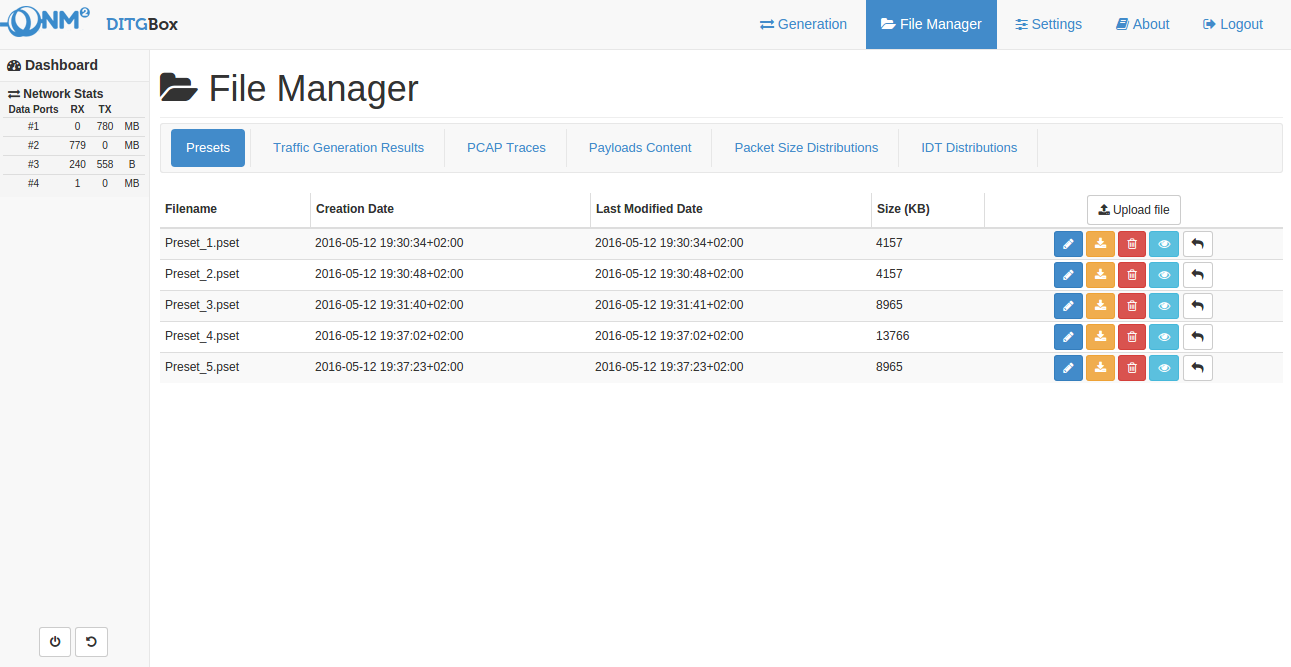 NM2 DITGBox Generation File Manager Settings About Logout
Dashboard
Network Stats
Data Ports RX TX
#1 0 780 MB
#2 779 0 MB
#3 240 558 B
#4 1 0 MB
File Manager
Presets Traffic Generation Results PCAP Traces Payloads Content Packet Size Distributions IDT Distributions
Filename Creation Date Last Modified Date Size (KB) Upload file
Preset_1.pset 2016-05-12 19:30:34+02:00 2016-05-12 19:30:34+02:00 4157
Preset_2.pset 2016-05-12 19:30:48+02:00 2016-05-12 19:30:48+02:00 4157
Preset_3.pset 2016-05-12 19:31:40+02:00 2016-05-12 19:31:41+02:00 8965
Preset_4.pset 2016-05-12 19:37:02+02:00 2016-05-12 19:37:02+02:00 13766
Preset_5.pset 2016-05-12 19:37:23+02:00 2016-05-12 19:37:23+02:00 8965